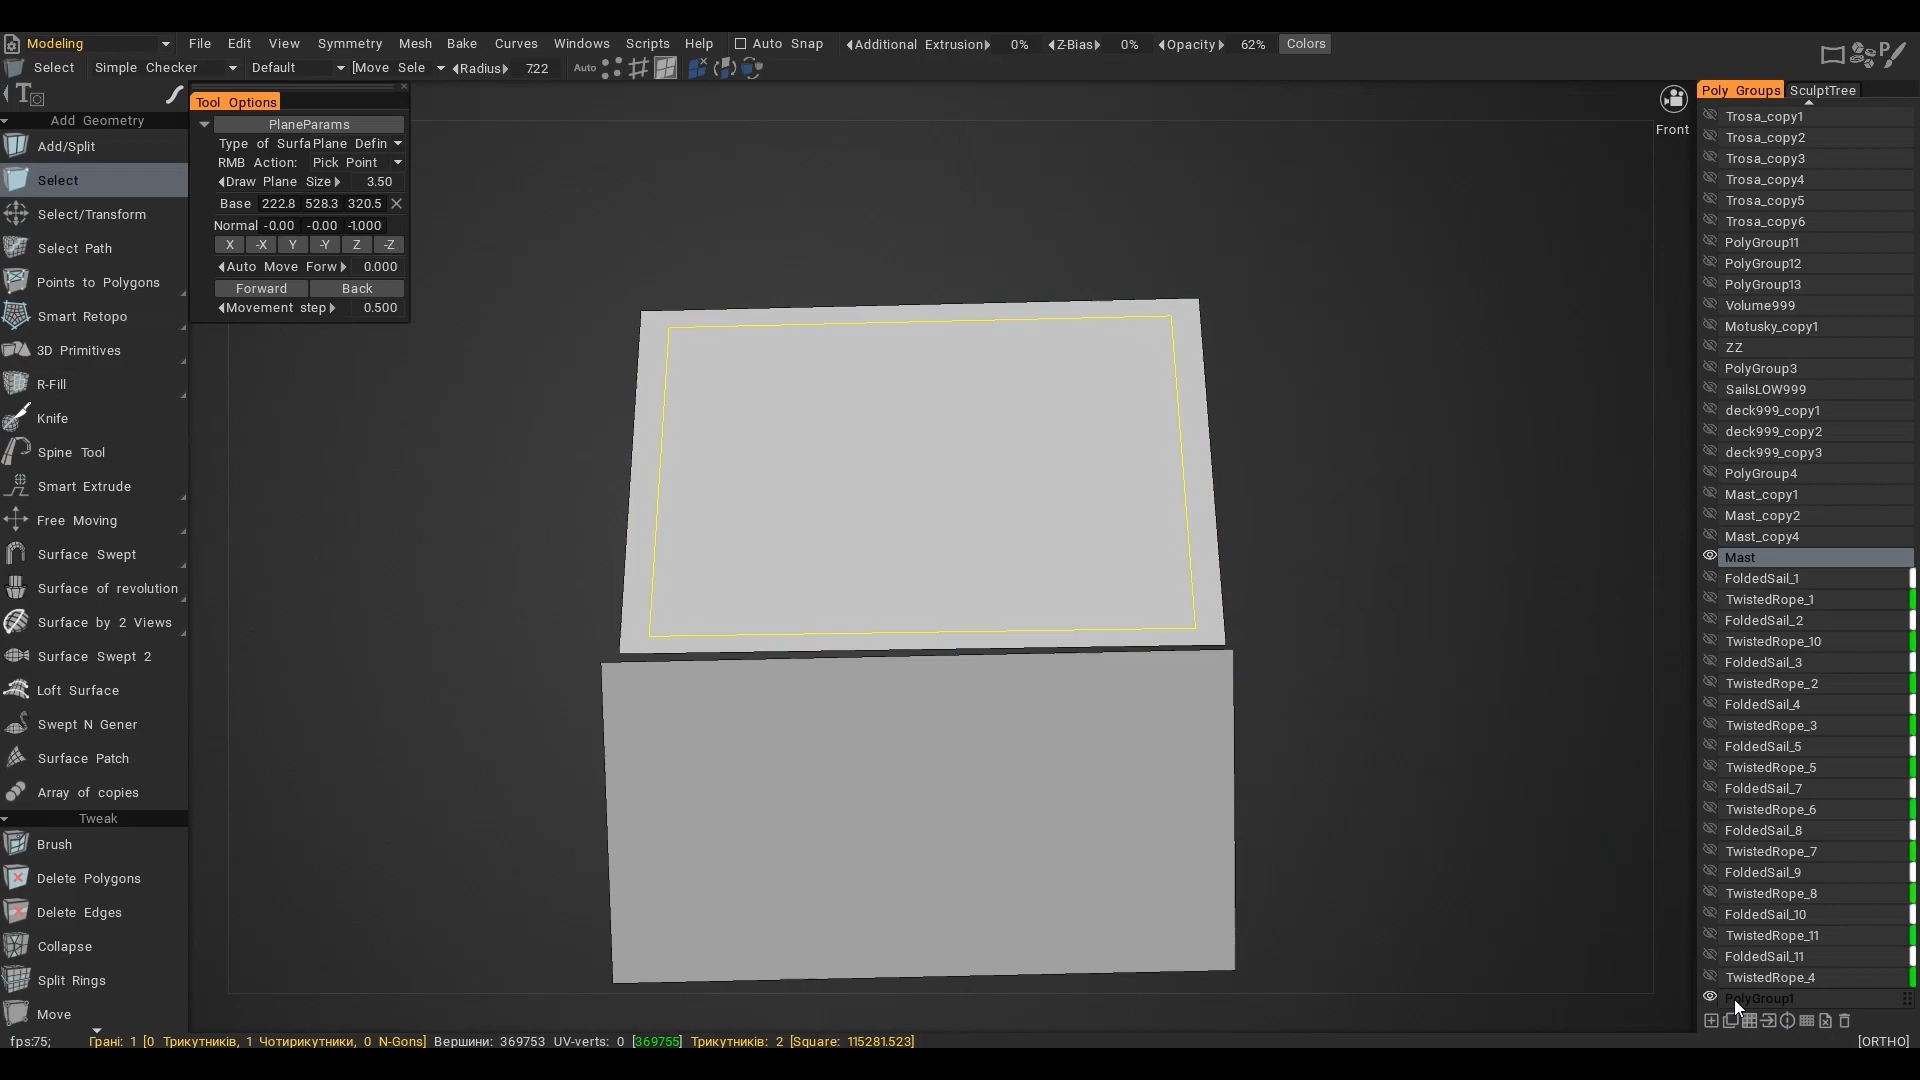 Modeling File Edit View Symmetry Mesh Bake Curves Windows Scripts Help Auto Snap Additional Extrusion 0% Z-Bias 0% Opacity 62% Colors
Select Simple Checker Default [Move Sele Radius 722 Auto
Tool Options
PlaneParams
Type of Surfa Plane Defin
RMB Action: Pick Point
Draw Plane Size 3.50
Base 222.8 528.3 320.5
Normal -0.00 -0.00 -1.000
X -X Y -Y Z -Z
Auto Move Forw 0.000
Forward Back
Movement step 0.500
Add Geometry
Add/Split
Select
Select/Transform
Select Path
Points to Polygons
Smart Retopo
3D Primitives
R-Fill
Knife
Spine Tool
Smart Extrude
Free Moving
Surface Swept
Surface of revolution
Surface by 2 Views
Surface Swept 2
Loft Surface
Swept N Gener
Surface Patch
Array of copies
Tweak
Brush
Delete Polygons
Delete Edges
Collapse
Split Rings
Move
Front
Poly Groups SculptTree
Trosa_copy1
Trosa_copy2
Trosa_copy3
Trosa_copy4
Trosa_copy5
Trosa_copy6
PolyGroup11
PolyGroup12
PolyGroup13
Volume999
Motusky_copy1
ZZ
PolyGroup3
SailsLOW999
deck999_copy1
deck999_copy2
deck999_copy3
PolyGroup4
Mast_copy1
Mast_copy2
Mast_copy4
Mast
FoldedSail_1
TwistedRope_1
FoldedSail_2
TwistedRope_10
FoldedSail_3
TwistedRope_2
FoldedSail_4
TwistedRope_3
FoldedSail_5
TwistedRope_5
FoldedSail_7
TwistedRope_6
FoldedSail_8
TwistedRope_7
FoldedSail_9
TwistedRope_8
FoldedSail_10
TwistedRope_11
FoldedSail_11
TwistedRope_4
PolyGroup1
fps:75; Грані: 1 [0 Трикутників, 1 Чотирикутники, 0 N-Gons] Вершини: 369753 UV-verts: 0 [369755] Трикутників: 2 [Square: 115281.523] [ORTHO]